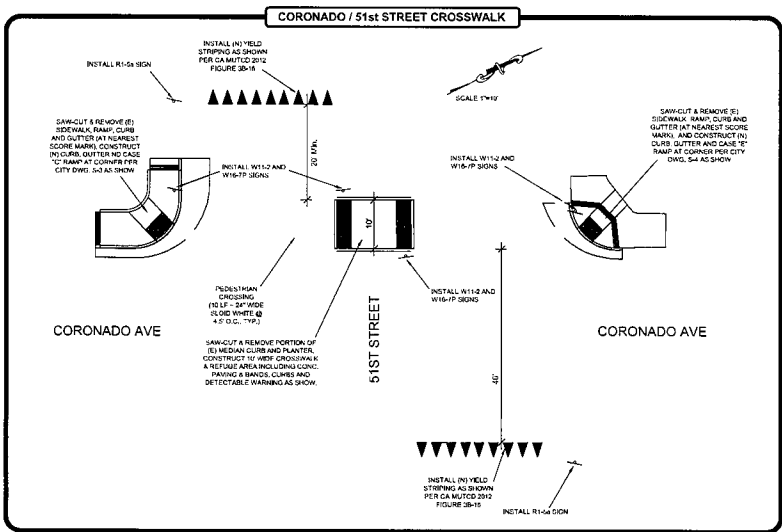 CORONADO / 51st STREET CROSSWALK
INSTALL R1-5a SIGN
INSTALL (N) YIELD
STRIPING AS SHOWN
PER CA MUTCD 2012
FIGURE 3B-16
SCALE 1"=10'
SAW-CUT & REMOVE (E)
SIDEWALK, RAMP, CURB
AND GUTTER (AT NEAREST
SCORE MARK), CONSTRUCT
(N) CURB, GUTTER ND CASE
"C" RAMP AT CORNER PER
CITY DWG. S-3 AS SHOW
20' Min.
INSTALL W11-2 AND
W16-7P SIGNS
INSTALL W11-2 AND
W16-7P SIGNS
SAW-CUT & REMOVE (E)
SIDEWALK, RAMP, CURB AND
GUTTER (AT NEAREST SCORE
MARK), AND CONSTRUCT (N)
CURB, GUTTER AND CASE "E"
RAMP AT CORNER PER CITY
DWG. S-4 AS SHOW
10'
PEDESTRIAN
CROSSING
(10 LF - 24" WIDE
SLOID WHITE @
4.5' O.C., TYP.)
INSTALL W11-2 AND
W16-7P SIGNS
CORONADO AVE
51ST STREET
CORONADO AVE
SAW-CUT & REMOVE PORTION OF
(E) MEDIAN CURB AND PLANTER,
CONSTRUCT 10' WIDE CROSSWALK
& REFUGE AREA INCLUDING CONC.
PAVING & BANDS, CURBS AND
DETECTABLE WARNING AS SHOW.
46'
INSTALL (N) YIELD
STRIPING AS SHOWN
PER CA MUTCD 2012
FIGURE 3B-16
INSTALL R1-5a SIGN